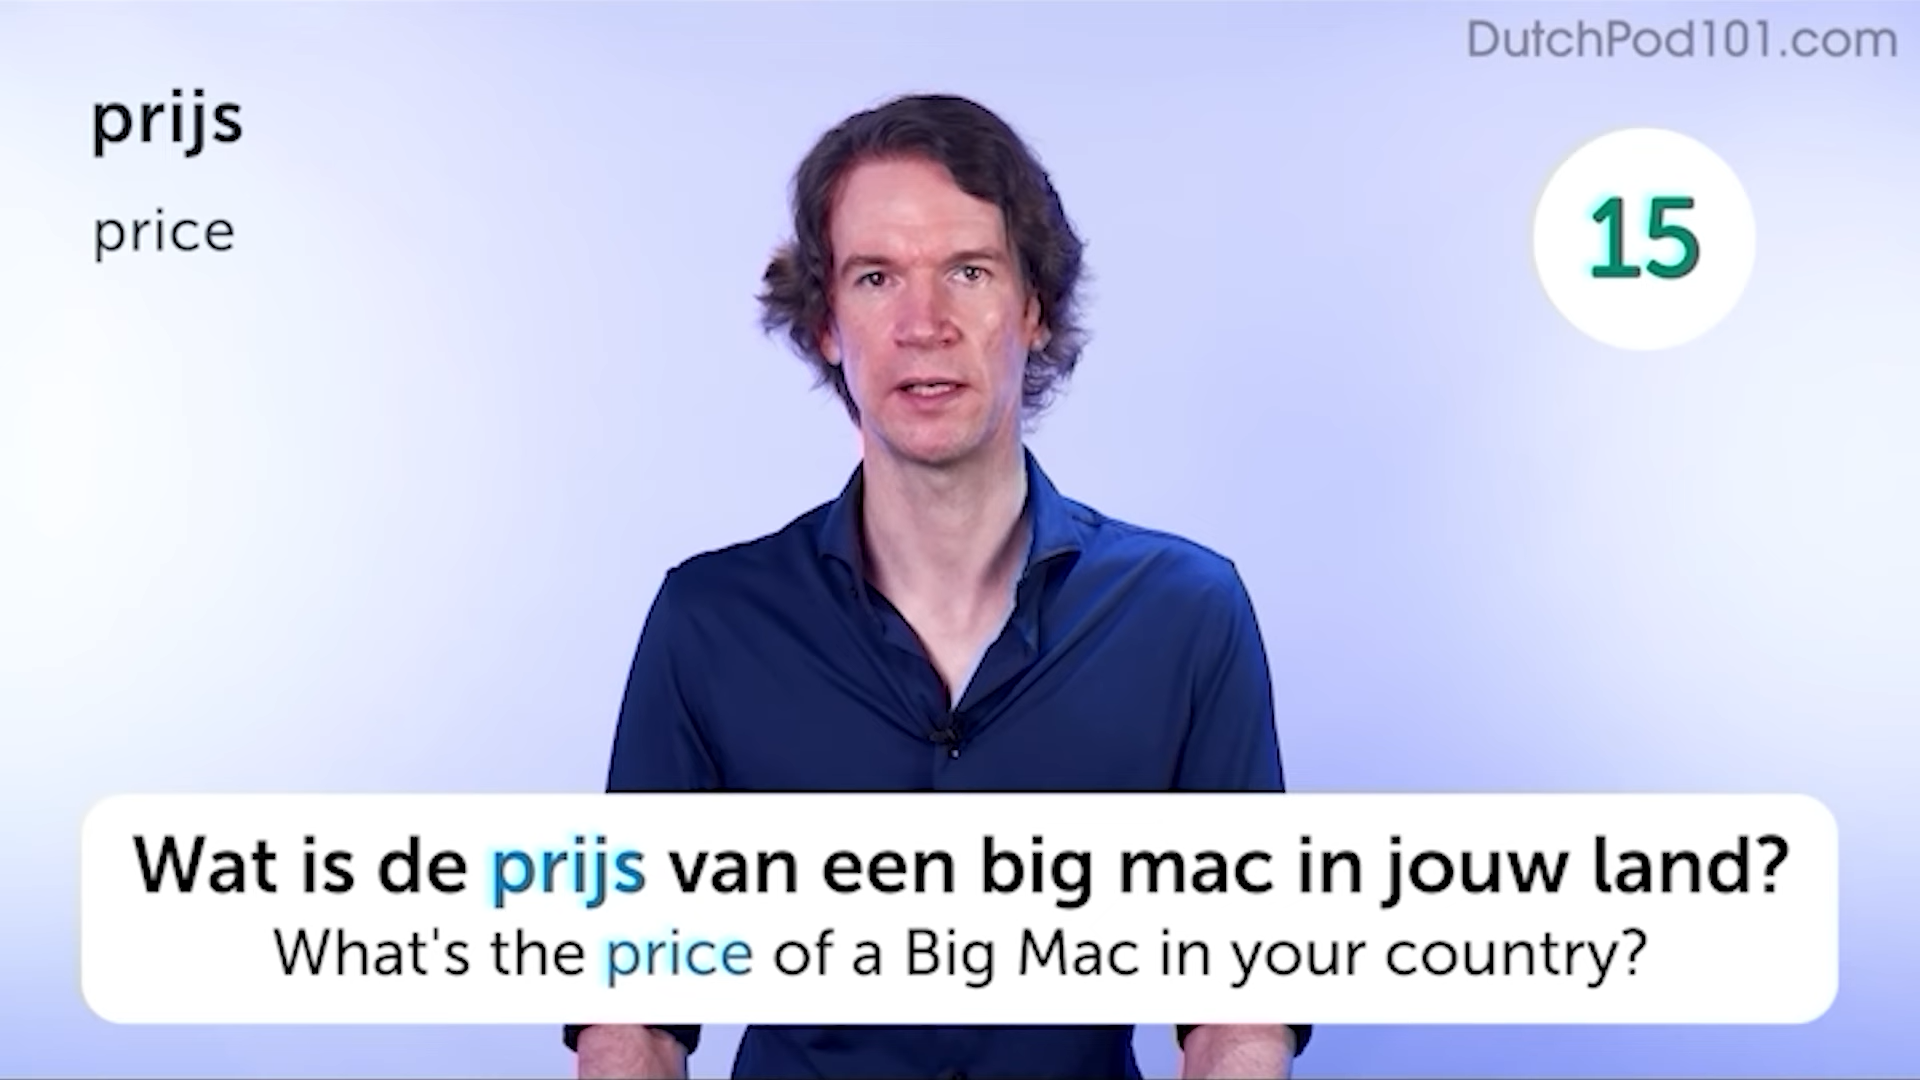 DutchPod101.com
prijs
price
15
Wat is de prijs van een big mac in jouw land?
What's the price of a Big Mac in your country?